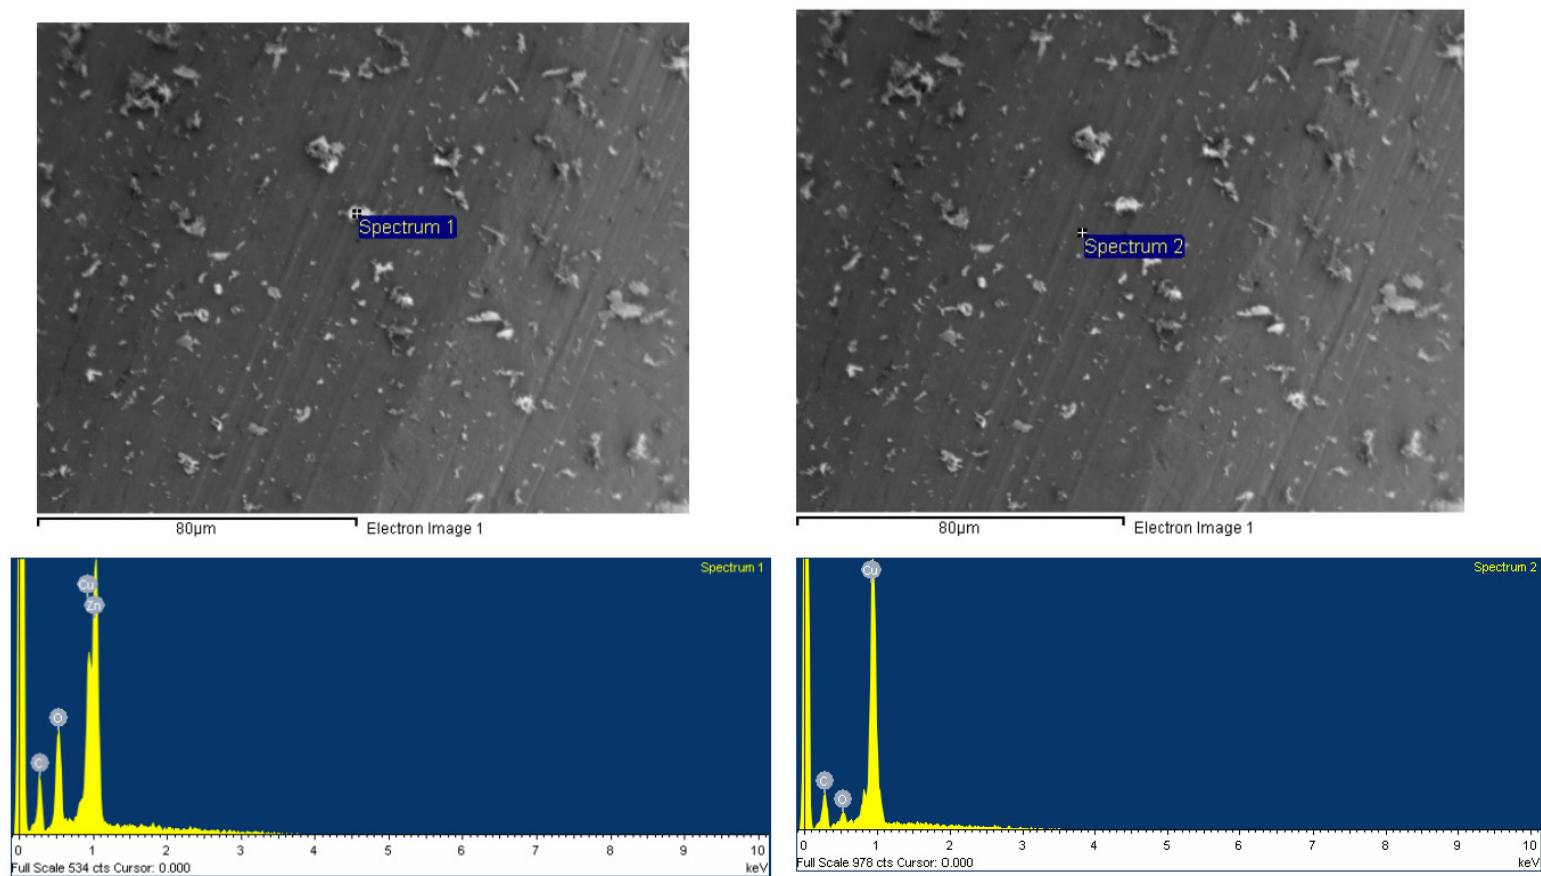 Spectrum 1
80µm
Electron Image 1
Spectrum 2
80µm
Electron Image 1
Spectrum 1
Cu
Zn
O
C
0 1 2 3 4 5 6 7 8 9 10
Full Scale 534 cts Cursor: 0.000
keV
Spectrum 2
Cu
C
O
0 1 2 3 4 5 6 7 8 9 10
Full Scale 978 cts Cursor: 0.000
keV